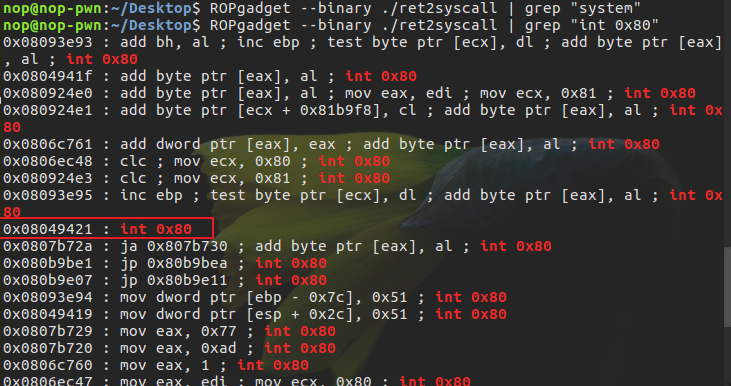 nop@nop-pwn:~/Desktop$ ROPgadget --binary ./ret2syscall | grep "system"
nop@nop-pwn:~/Desktop$ ROPgadget --binary ./ret2syscall | grep "int 0x80"
0x08093e93 : add bh, al ; inc ebp ; test byte ptr [ecx], dl ; add byte ptr [eax]
, al ; int 0x80
0x0804941f : add byte ptr [eax], al ; int 0x80
0x080924e0 : add byte ptr [eax], al ; mov eax, edi ; mov ecx, 0x81 ; int 0x80
0x080924e1 : add byte ptr [ecx + 0x81b9f8], cl ; add byte ptr [eax], al ; int 0x
80
0x0806c761 : add dword ptr [eax], eax ; add byte ptr [eax], al ; int 0x80
0x0806ec48 : clc ; mov ecx, 0x80 ; int 0x80
0x080924e3 : clc ; mov ecx, 0x81 ; int 0x80
0x08093e95 : inc ebp ; test byte ptr [ecx], dl ; add byte ptr [eax], al ; int 0x
80
0x08049421 : int 0x80
0x0807b72a : ja 0x807b730 ; add byte ptr [eax], al ; int 0x80
0x080b9be1 : jp 0x80b9bea ; int 0x80
0x080b9e07 : jp 0x80b9e11 ; int 0x80
0x08093e94 : mov dword ptr [ebp - 0x7c], 0x51 ; int 0x80
0x08049419 : mov dword ptr [esp + 0x2c], 0x51 ; int 0x80
0x0807b729 : mov eax, 0x77 ; int 0x80
0x0807b720 : mov eax, 0xad ; int 0x80
0x0806c760 : mov eax, 1 ; int 0x80
0x0806ec47 : mov eax, edi ; mov ecx, 0x80 ; int 0x80